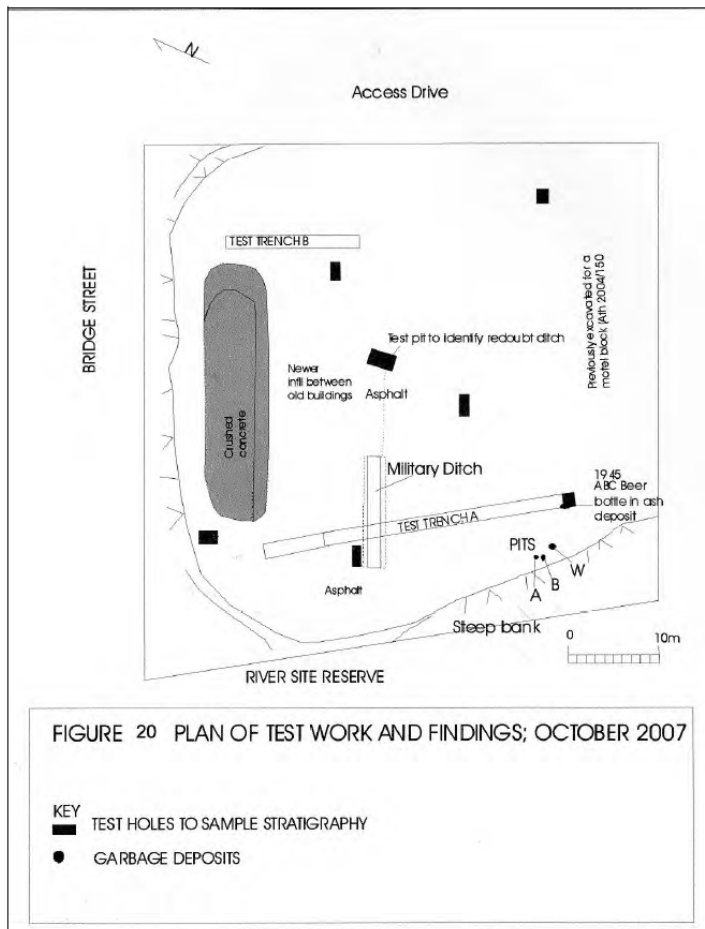 N
Access Drive
BRIDGE STREET
TEST TRENCH B
Test pit to identify redoubt ditch
Newer
infil between
old buildings
Asphalt
Previously excavated for a
motel block (Ath 2004/150
Crushed
concrete
Military Ditch
1945
ABC Beer
bottle in ash
deposit
TEST TRENCH A
PITS
A
B
W
Asphalt
Steep bank
0
10m
RIVER SITE RESERVE
FIGURE 20 PLAN OF TEST WORK AND FINDINGS; OCTOBER 2007
KEY
TEST HOLES TO SAMPLE STRATIGRAPHY
GARBAGE DEPOSITS